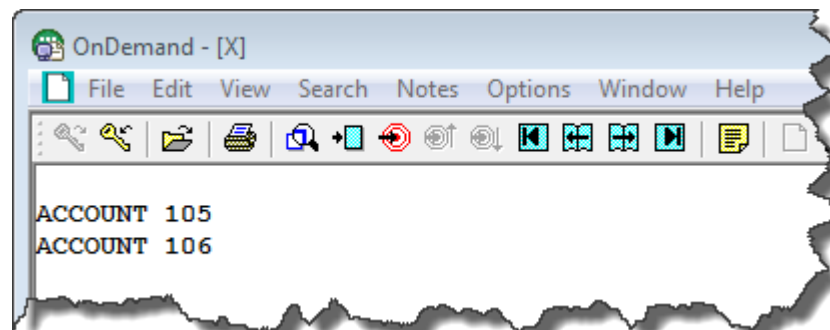 OnDemand - [X]
File Edit View Search Notes Options Window Help
ACCOUNT 105
ACCOUNT 106